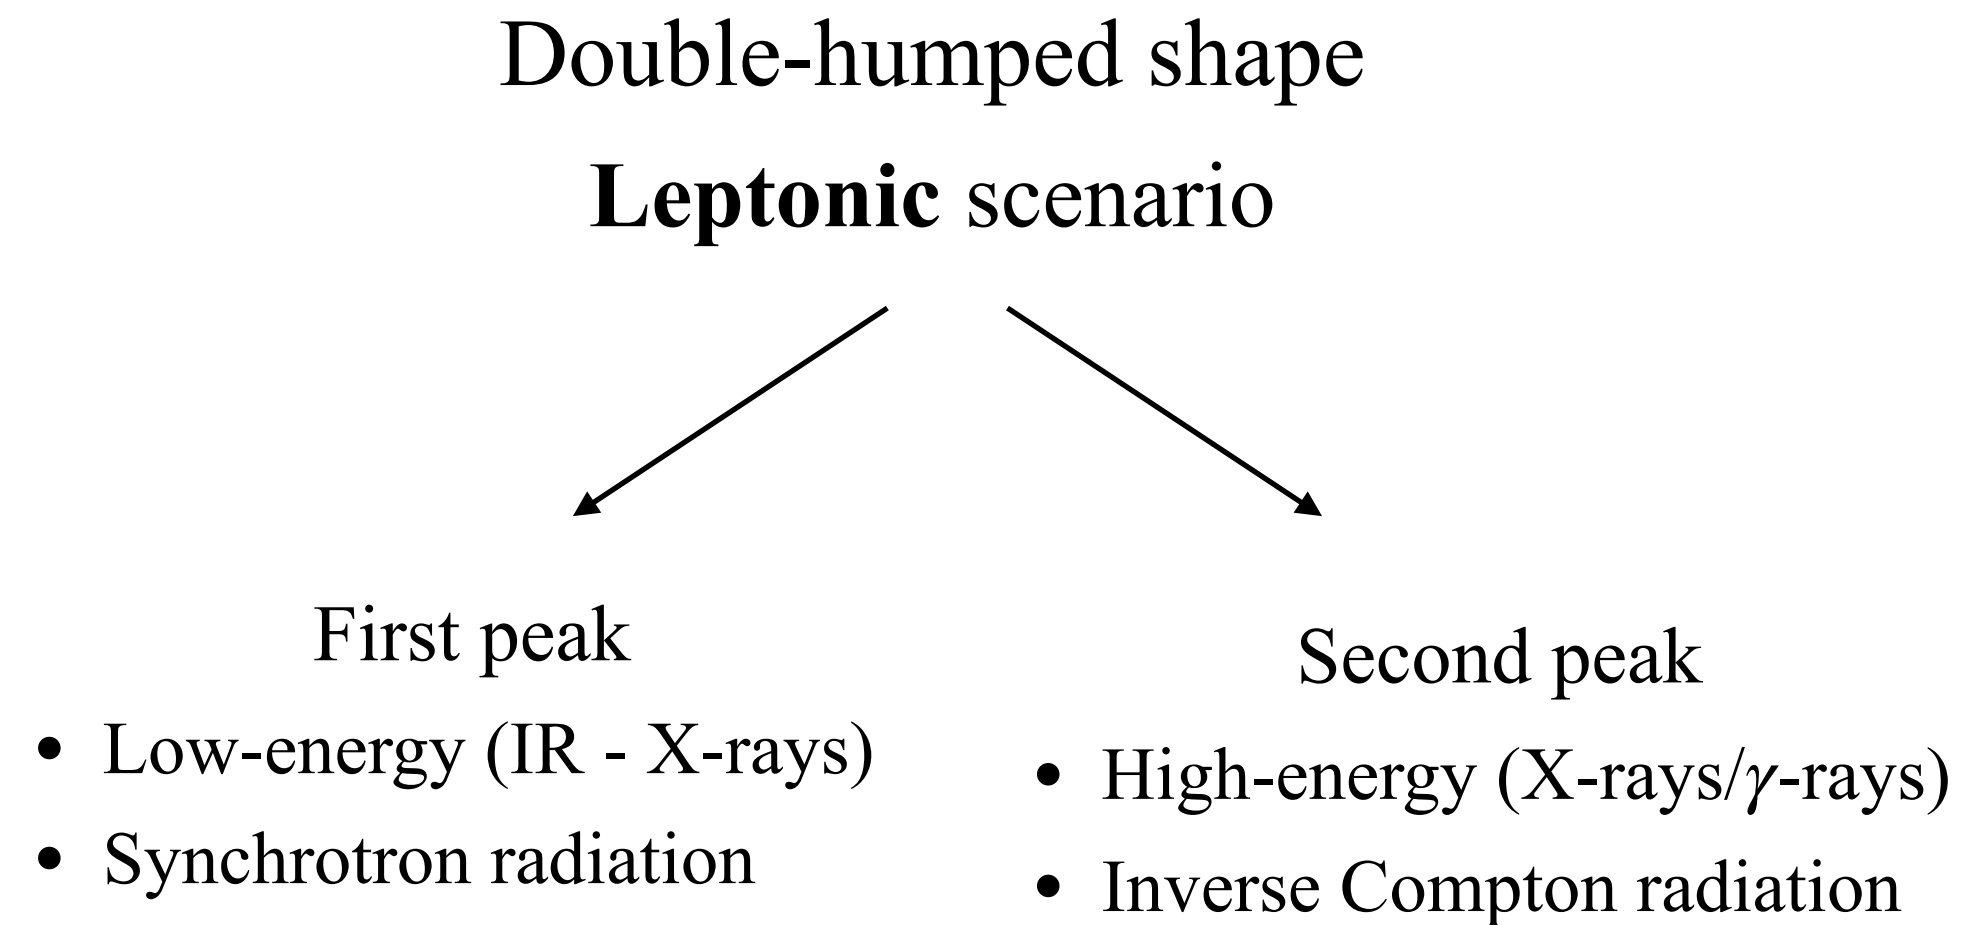 Double-humped shape
Leptonic scenario
First peak
• Low-energy (IR - X-rays)
• Synchrotron radiation
Second peak
• High-energy (X-rays/γ-rays)
• Inverse Compton radiation